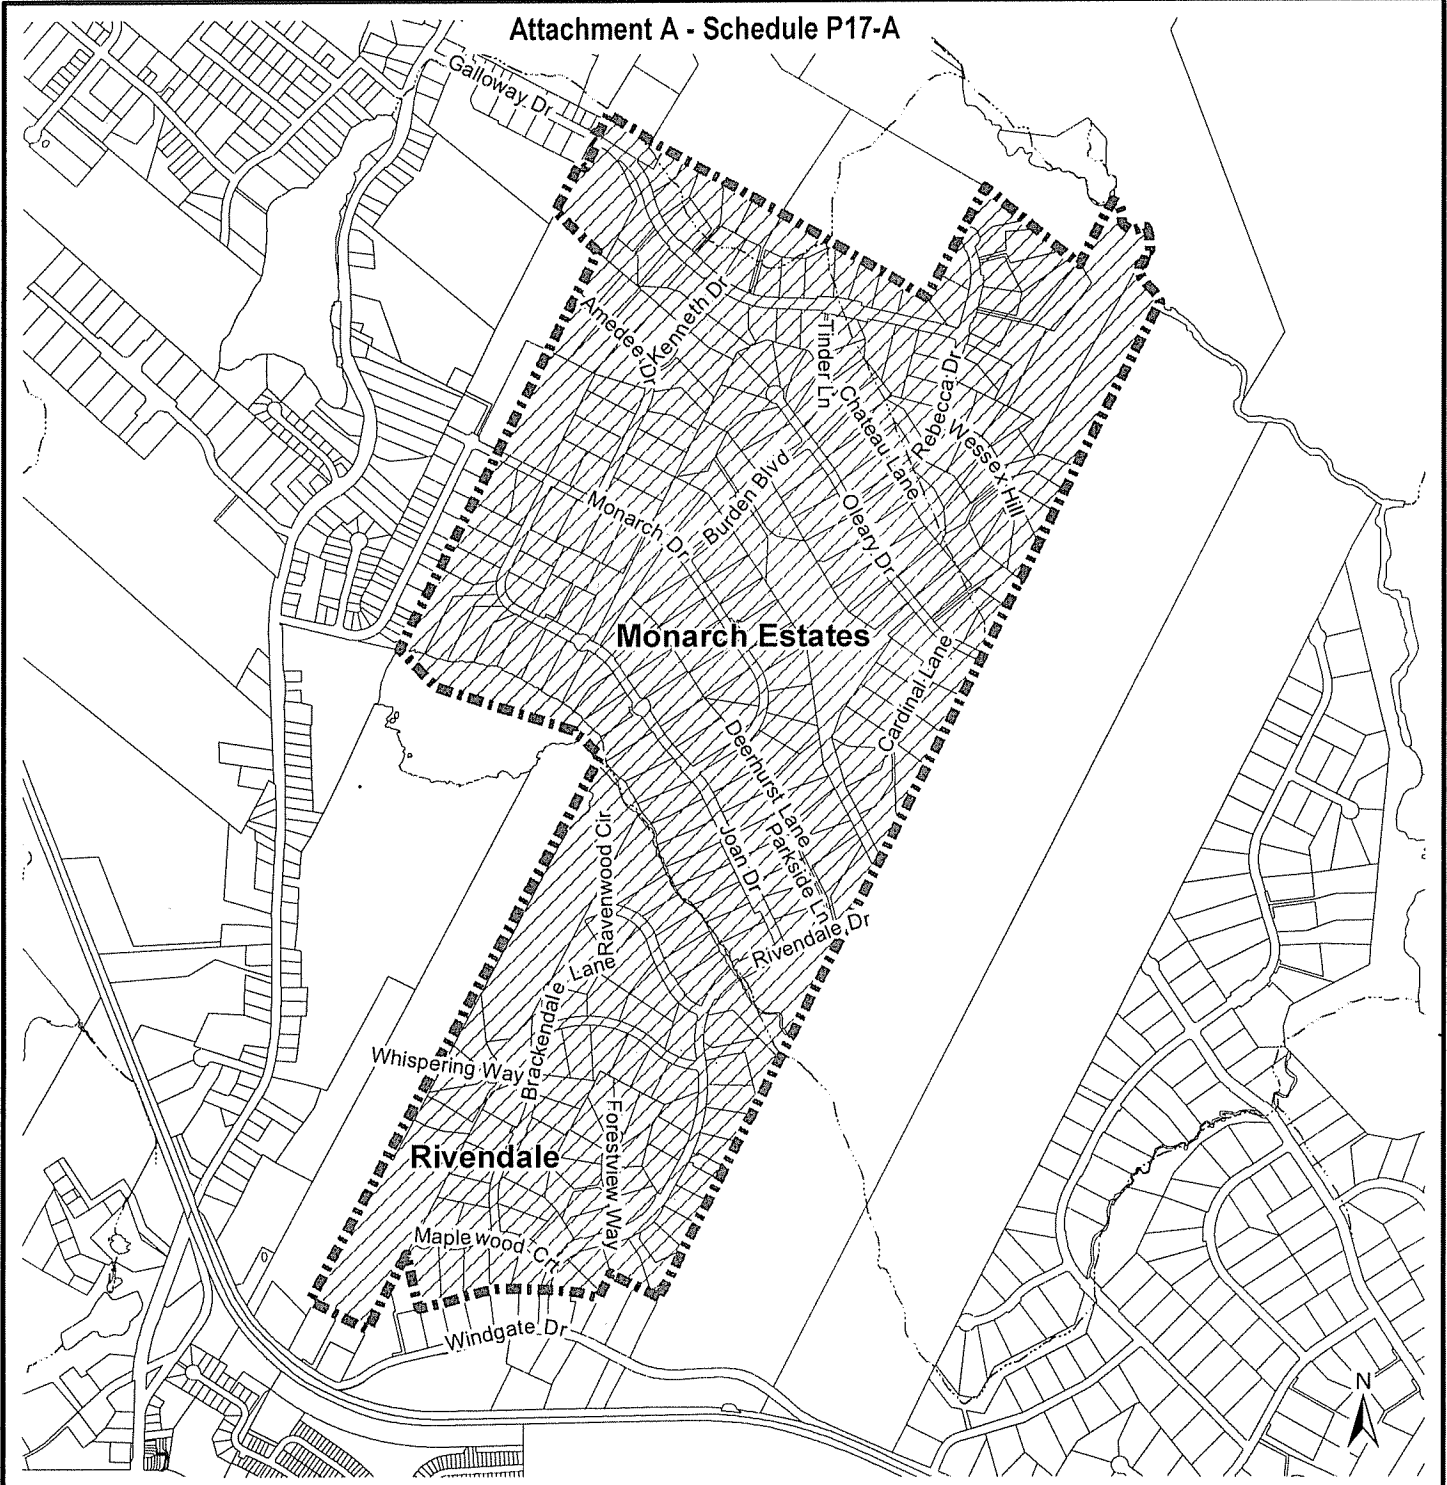 Attachment A - Schedule P17-A
Galloway Dr
Amedee Dr
Kenneth Dr
Tinder Ln
Chateau Lane
Rebecca Dr
Wessex Hill
Burden Blvd
Oleary Dr
Monarch Dr
Monarch Estates
Cardinal Lane
Deerhurst Lane
Parkside Ln
Joan Dr
Ravenwood Cir
Rivendale Dr
Brackendale Lane
Whispering Way
Forestview Way
Rivendale
Maplewood Crt
Windgate Dr
N